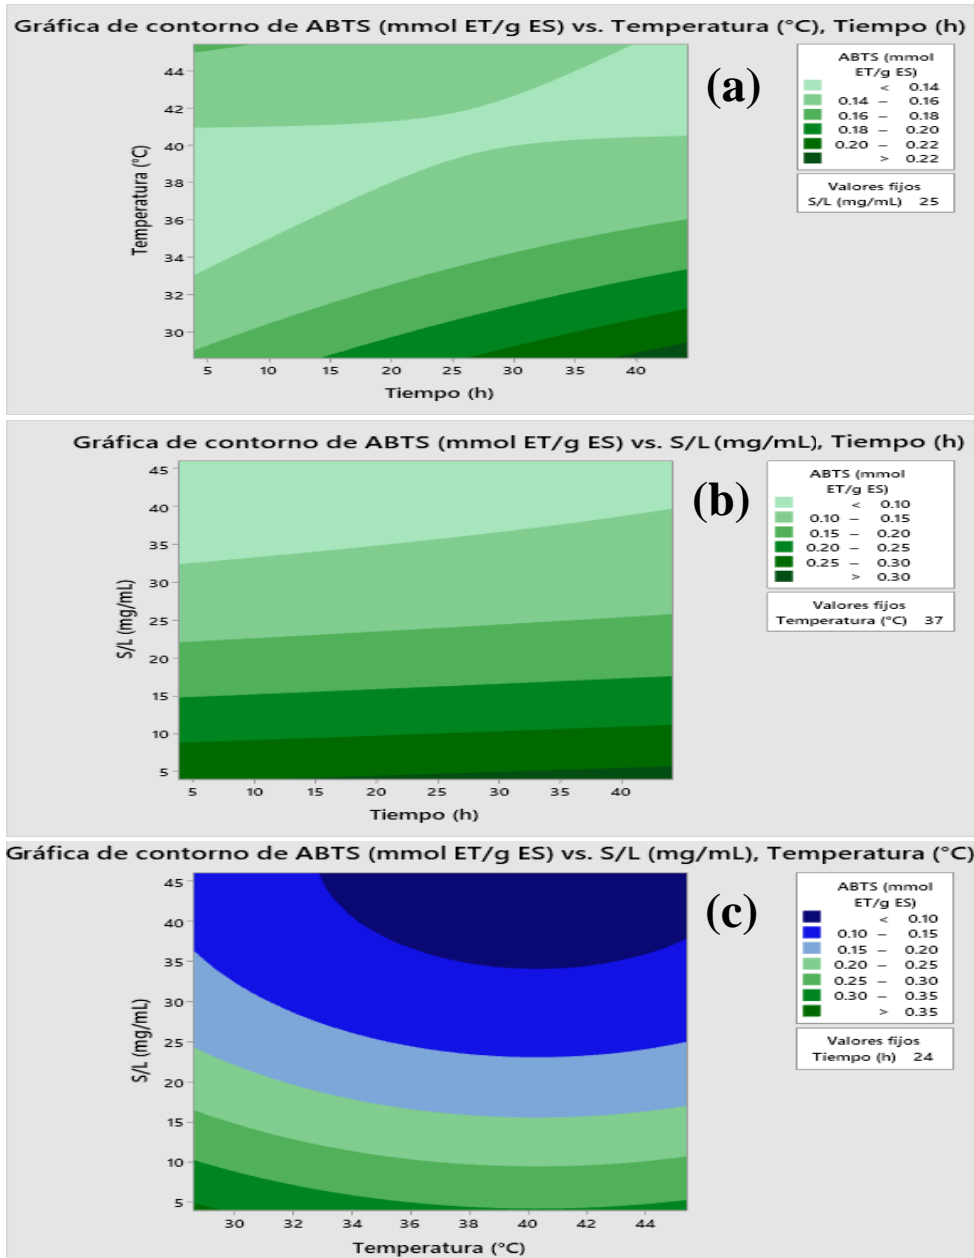 Gráfica de contorno de ABTS (mmol ET/g ES) vs. Temperatura (°C), Tiempo (h)
(a)
ABTS (mmol
ET/g ES)
< 0.14
0.14 – 0.16
0.16 – 0.18
0.18 – 0.20
0.20 – 0.22
> 0.22
Valores fijos
S/L (mg/mL) 25
Temperatura (°C)
44
42
40
38
36
34
32
30
5 10 15 20 25 30 35 40
Tiempo (h)
Gráfica de contorno de ABTS (mmol ET/g ES) vs. S/L (mg/mL), Tiempo (h)
(b)
ABTS (mmol
ET/g ES)
< 0.10
0.10 – 0.15
0.15 – 0.20
0.20 – 0.25
0.25 – 0.30
> 0.30
Valores fijos
Temperatura (°C) 37
S/L (mg/mL)
45
40
35
30
25
20
15
10
5
5 10 15 20 25 30 35 40
Tiempo (h)
Gráfica de contorno de ABTS (mmol ET/g ES) vs. S/L (mg/mL), Temperatura (°C)
(c)
ABTS (mmol
ET/g ES)
< 0.10
0.10 – 0.15
0.15 – 0.20
0.20 – 0.25
0.25 – 0.30
0.30 – 0.35
> 0.35
Valores fijos
Tiempo (h) 24
S/L (mg/mL)
45
40
35
30
25
20
15
10
5
30 32 34 36 38 40 42 44
Temperatura (°C)